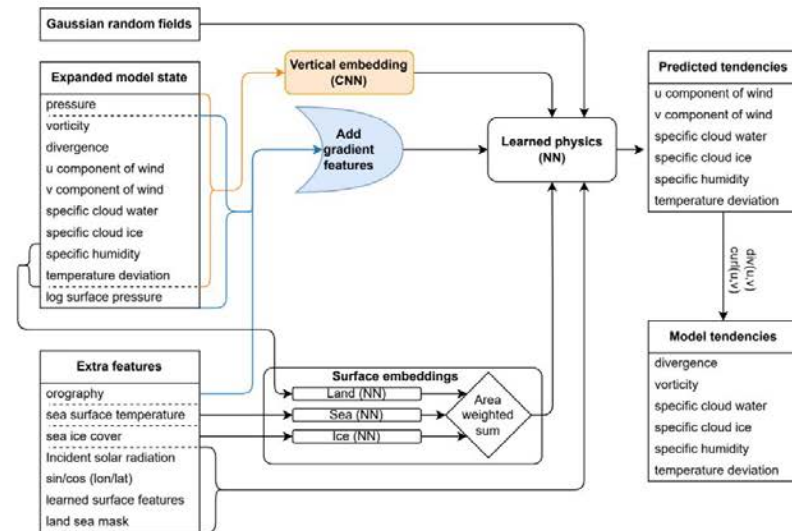 Gaussian random fields
Expanded model state
pressure
vorticity
divergence
u component of wind
v component of wind
specific cloud water
specific cloud ice
specific humidity
temperature deviation
log surface pressure
Vertical embedding
(CNN)
Add
gradient
features
Learned physics
(NN)
Predicted tendencies
u component of wind
v component of wind
specific cloud water
specific cloud ice
specific humidity
temperature deviation
div(u,v)
curl(u,v)
Model tendencies
divergence
vorticity
specific cloud water
specific cloud ice
specific humidity
temperature deviation
Extra features
orography
sea surface temperature
sea ice cover
Incident solar radiation
sin/cos (lon/lat)
learned surface features
land sea mask
Surface embeddings
Land (NN)
Sea (NN)
Ice (NN)
Area
weighted
sum